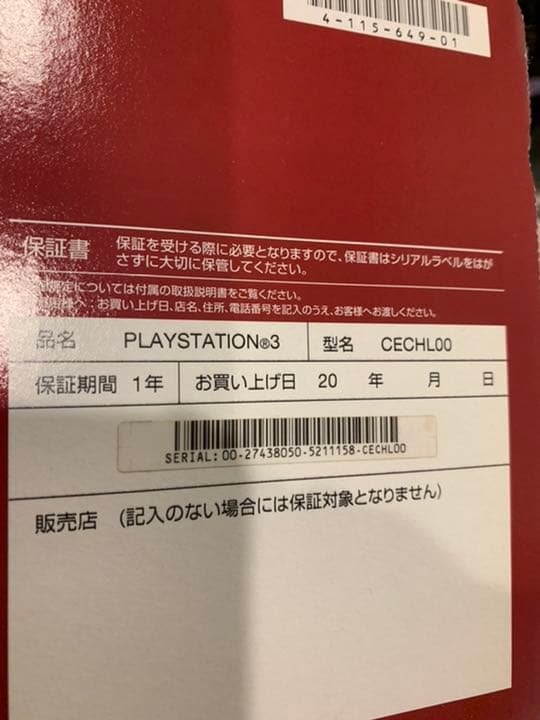 4-115-649-01
保証書
保証を受ける際に必要となりますので、保証書はシリアルラベルをはが
さずに大切に保管してください。
については付属の取扱説明書をご覧ください。
へ:お買い上げ日、店名、住所、電話番号を記入のうえ、お客様へお渡しください。
品名 PLAYSTATION®3 型名 CECHL00
保証期間 1年 お買い上げ日 20 年 月 日
SERIAL:00-27438050-5211158-CECHL00
販売店 (記入のない場合には保証対象となりません)